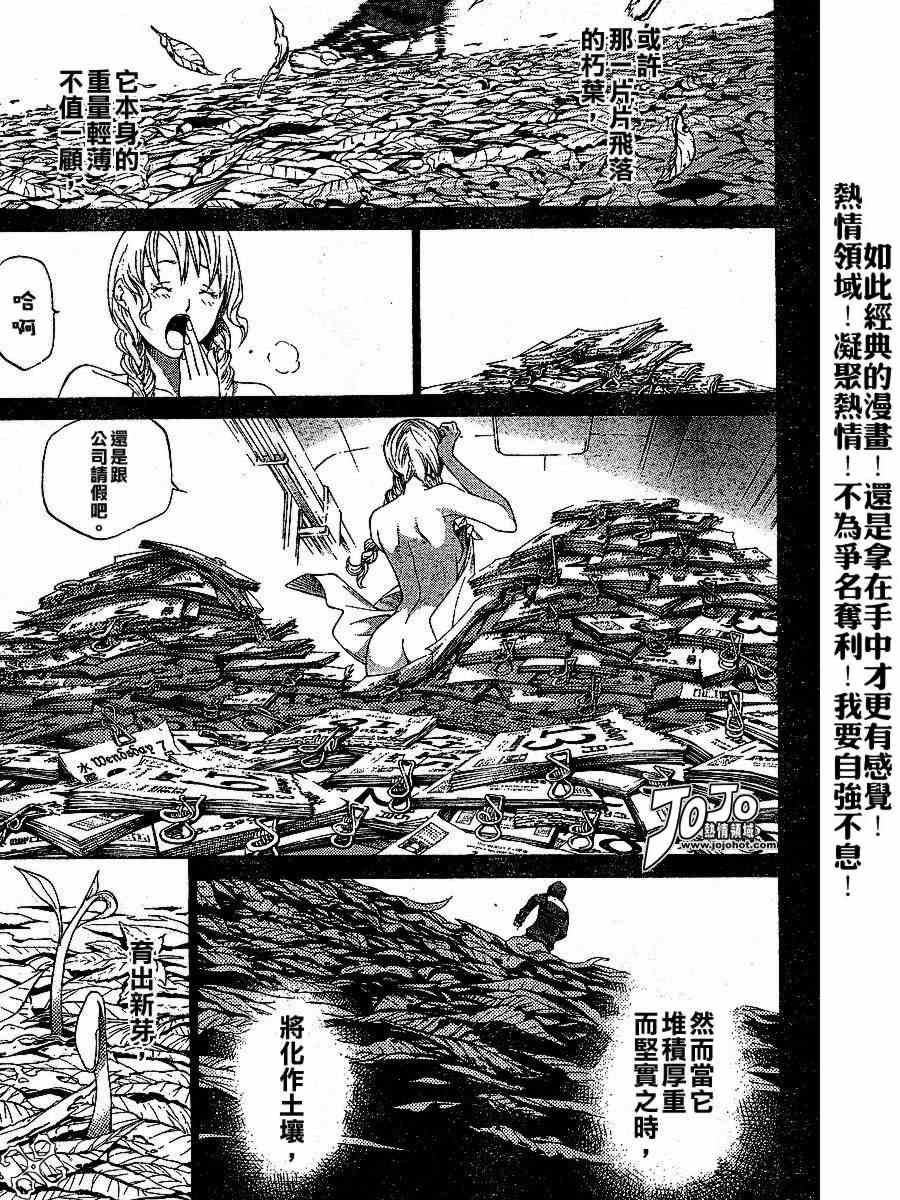 或許
那一片片飛落
的朽葉，
它本身的
重量輕薄
不值一顧，
哈啊
還是跟
公司請假吧。
水 Wendsday 7
JOJO
熱情領域
www.jojohot.com
然而當它
堆積厚重
而堅實之時，
將化作土壤，
育出新芽，
如此經典的漫畫！還是拿在手中才更有感覺！
熱情領域！凝聚熱情！不為爭名奪利！我要自強不息！